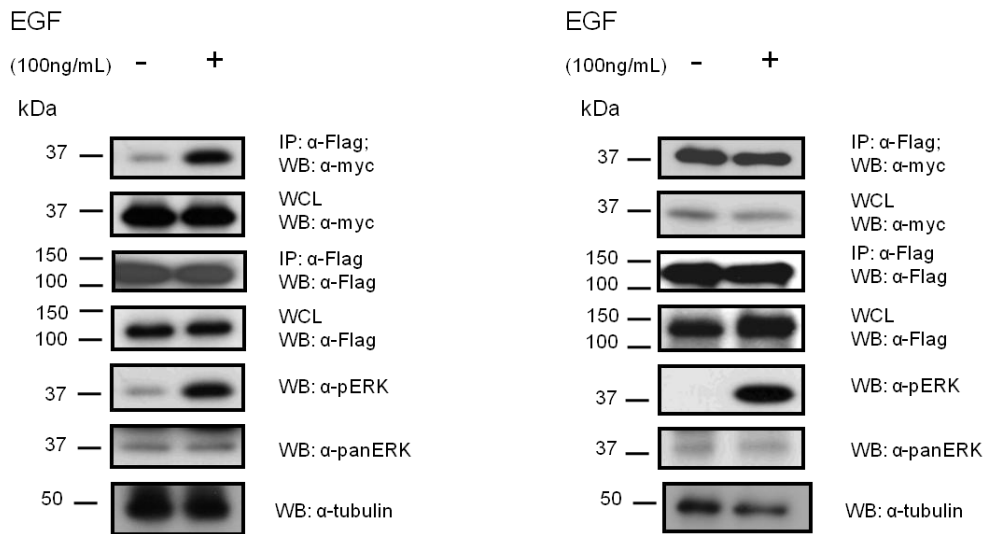 EGF
(100ng/mL) - +
kDa
37
IP: α-Flag;
WB: α-myc
37
WCL
WB: α-myc
150
100
IP: α-Flag
WB: α-Flag
150
100
WCL
WB: α-Flag
37
WB: α-pERK
37
WB: α-panERK
50
WB: α-tubulin
EGF
(100ng/mL) - +
kDa
37
IP: α-Flag;
WB: α-myc
37
WCL
WB: α-myc
150
100
IP: α-Flag
WB: α-Flag
150
100
WCL
WB: α-Flag
37
WB: α-pERK
37
WB: α-panERK
50
WB: α-tubulin